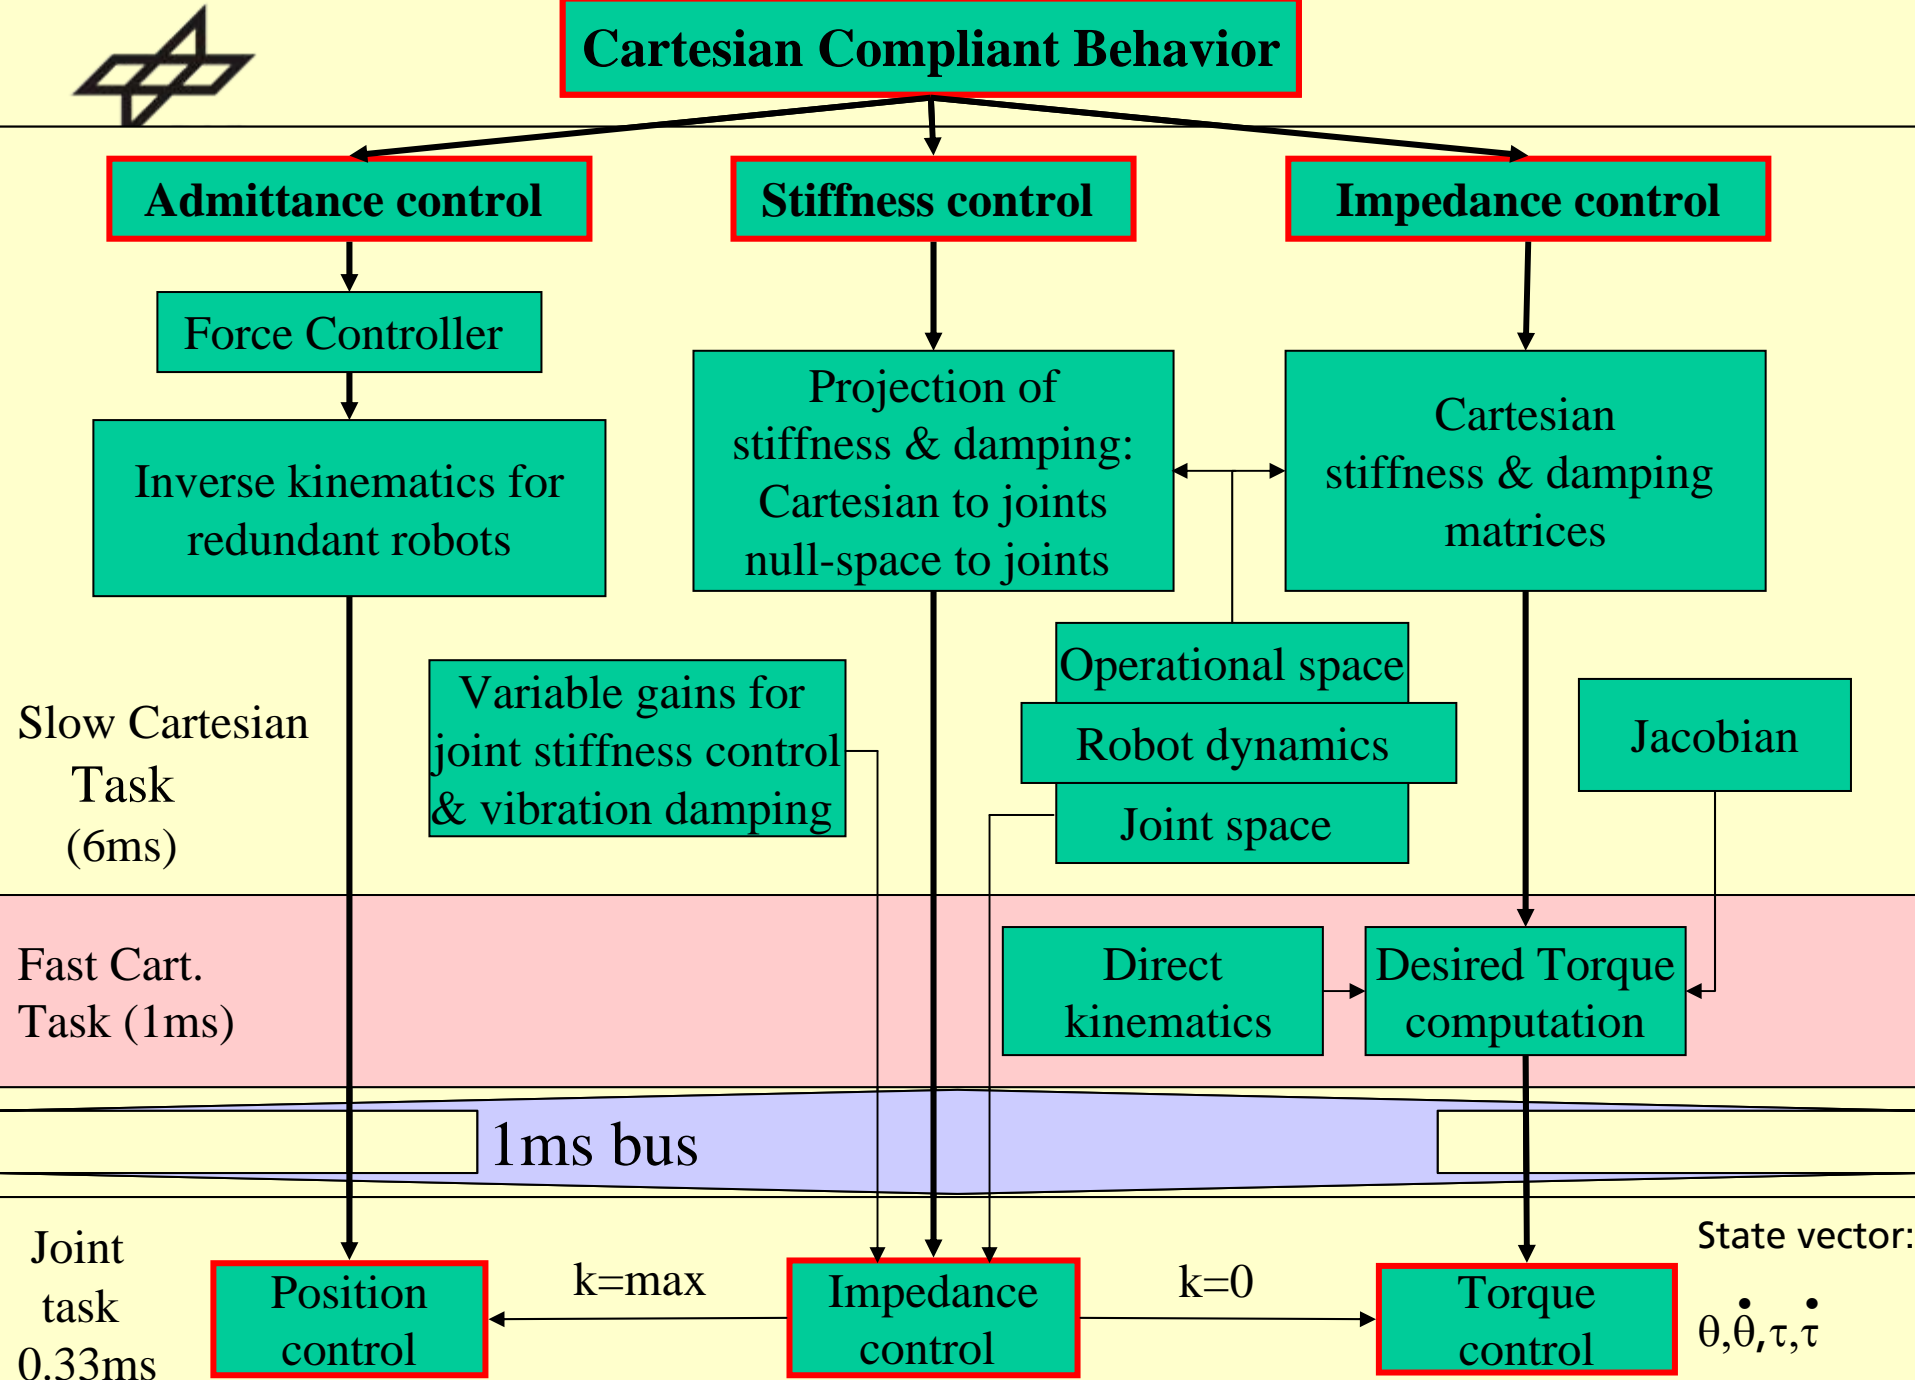 Cartesian Compliant Behavior
Admittance control
Stiffness control
Impedance control
Force Controller
Inverse kinematics for
redundant robots
Projection of
stiffness & damping:
Cartesian to joints
null-space to joints
Cartesian
stiffness & damping
matrices
Slow Cartesian
Task
(6ms)
Variable gains for
joint stiffness control
& vibration damping
Operational space
Robot dynamics
Joint space
Jacobian
Fast Cart.
Task (1ms)
Direct
kinematics
Desired Torque
computation
1ms bus
Joint
task
0.33ms
Position
control
k=max
Impedance
control
k=0
Torque
control
State vector:
θ,θ̇,τ,τ̇